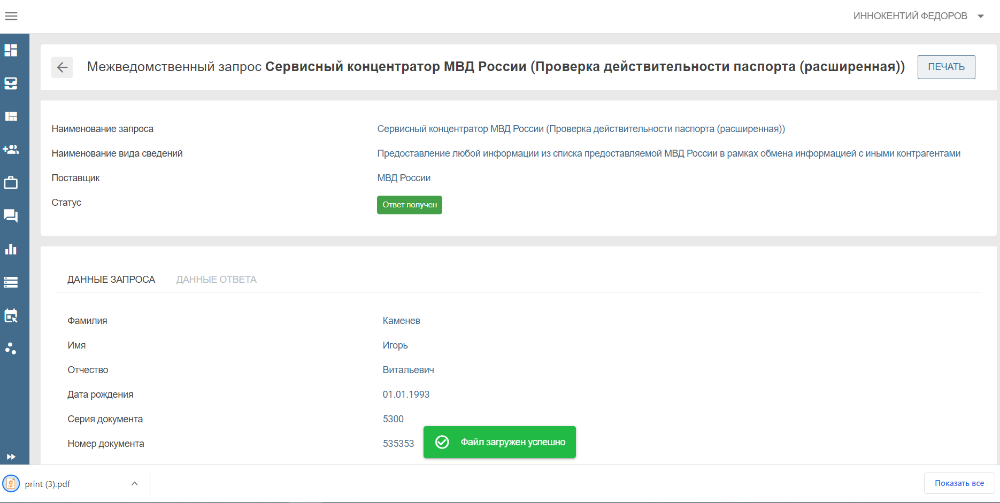 ИННОКЕНТИЙ ФЕДОРОВ
Межведомственный запрос Сервисный концентратор МВД России (Проверка действительности паспорта (расширенная))
ПЕЧАТЬ
Наименование запроса
Сервисный концентратор МВД России (Проверка действительности паспорта (расширенная))
Наименование вида сведений
Предоставление любой информации из списка предоставляемой МВД России в рамках обмена информацией с иными контрагентами
Поставщик
МВД России
Статус
Ответ получен
ДАННЫЕ ЗАПРОСА
ДАННЫЕ ОТВЕТА
Фамилия
Каменев
Имя
Игорь
Отчество
Витальевич
Дата рождения
01.01.1993
Серия документа
5300
Номер документа
535353
Файл загружен успешно
print (3).pdf
Показать все